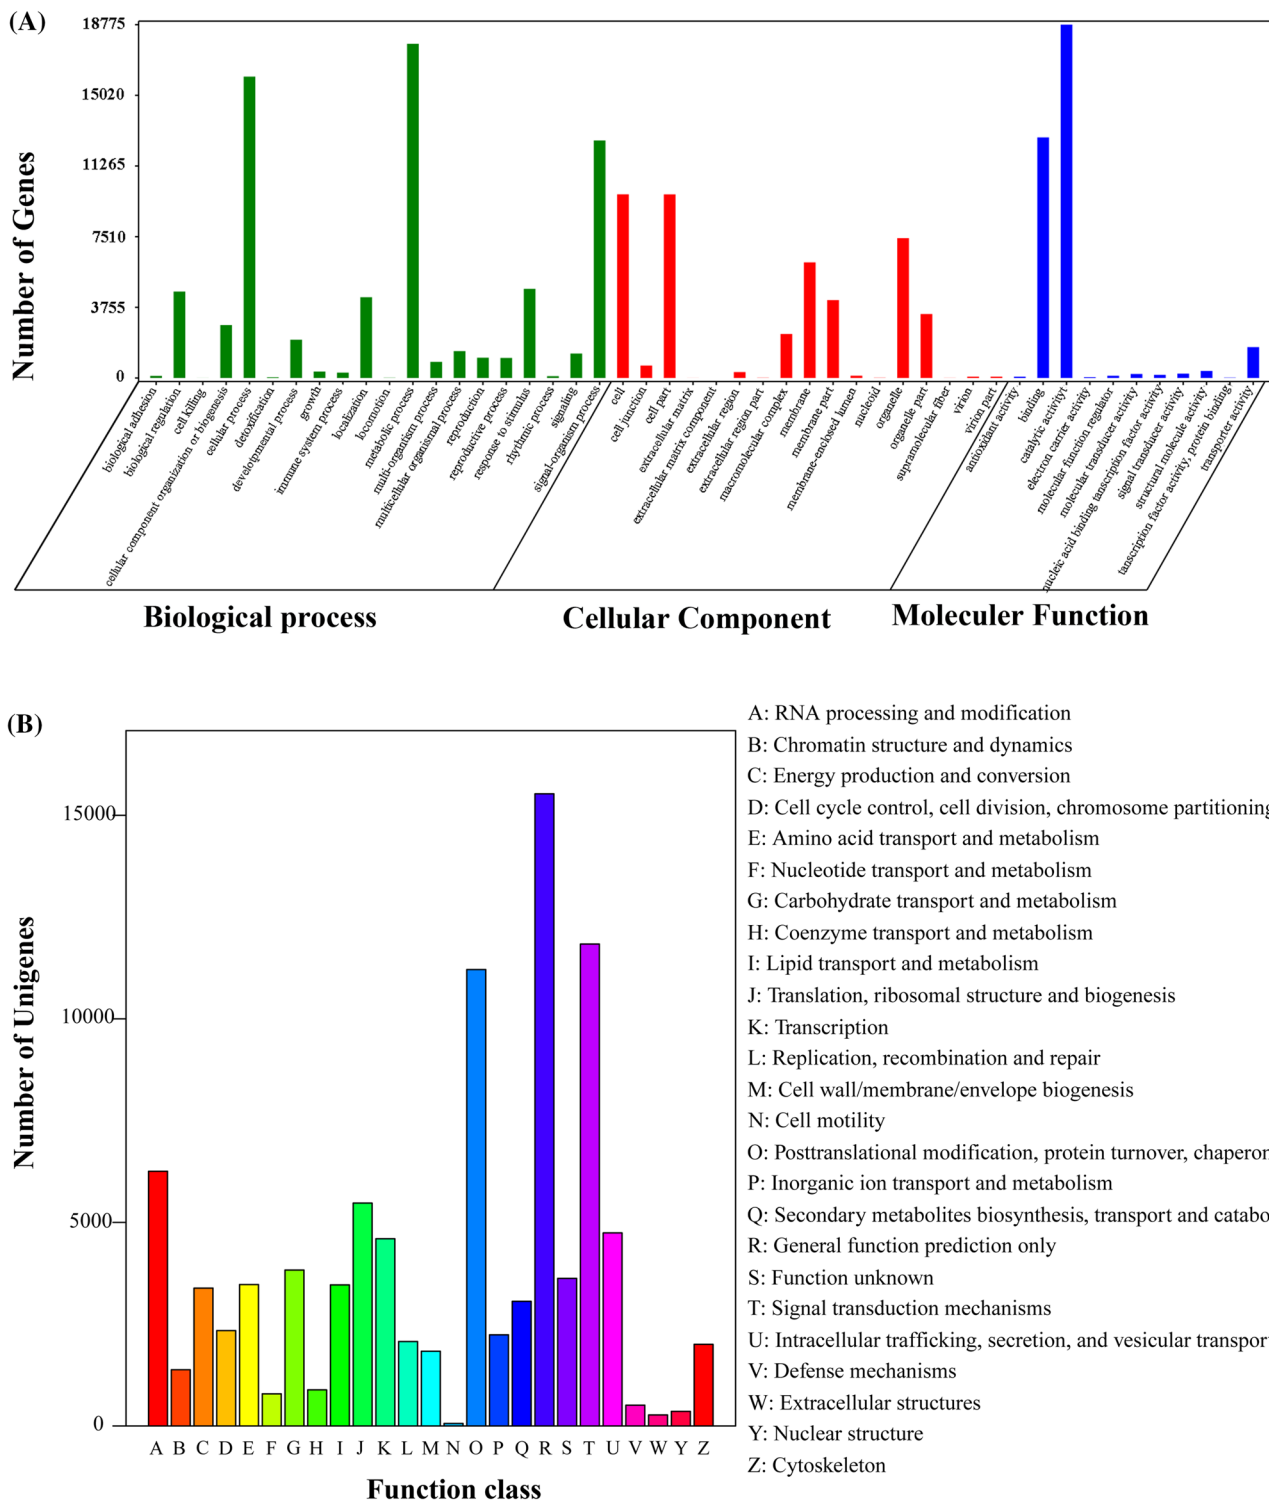 (A)
Number of Genes
18775
15020
11265
7510
3755
0
biological adhesion
biological regulation
cell killing
cellular component organization or biogenesis
cellular process
detoxification
developmental process
growth
immune system process
localization
locomotion
metabolic process
multi-organism process
multicellular organismal process
reproduction
reproductive process
response to stimulus
rhythmic process
signaling
signal-organism process
cell
cell junction
cell part
extracellular matrix
extracellular matrix component
extracellular region
extracellular region part
macromolecular complex
membrane
membrane part
membrane-enclosed lumen
nucleoid
organelle
organelle part
supramolecular fiber
virion
virion part
antioxidant activity
binding
catalytic activityt
electron carrier activity
molecular function regulator
molecular transducer activity
nucleic acid binding tanscription factor activity
signal transducer activity
structural molecule activity
tanscription factor activity, protein binding
transporter activity
Biological process
Cellular Component
Moleculer Function
(B)
Number of Unigenes
15000
10000
5000
0
A B C D E F G H I J K L M N O P Q R S T U V W Y Z
Function class
A: RNA processing and modification
B: Chromatin structure and dynamics
C: Energy production and conversion
D: Cell cycle control, cell division, chromosome partitioning
E: Amino acid transport and metabolism
F: Nucleotide transport and metabolism
G: Carbohydrate transport and metabolism
H: Coenzyme transport and metabolism
I: Lipid transport and metabolism
J: Translation, ribosomal structure and biogenesis
K: Transcription
L: Replication, recombination and repair
M: Cell wall/membrane/envelope biogenesis
N: Cell motility
O: Posttranslational modification, protein turnover, chaperon
P: Inorganic ion transport and metabolism
Q: Secondary metabolites biosynthesis, transport and catabo
R: General function prediction only
S: Function unknown
T: Signal transduction mechanisms
U: Intracellular trafficking, secretion, and vesicular transpor
V: Defense mechanisms
W: Extracellular structures
Y: Nuclear structure
Z: Cytoskeleton